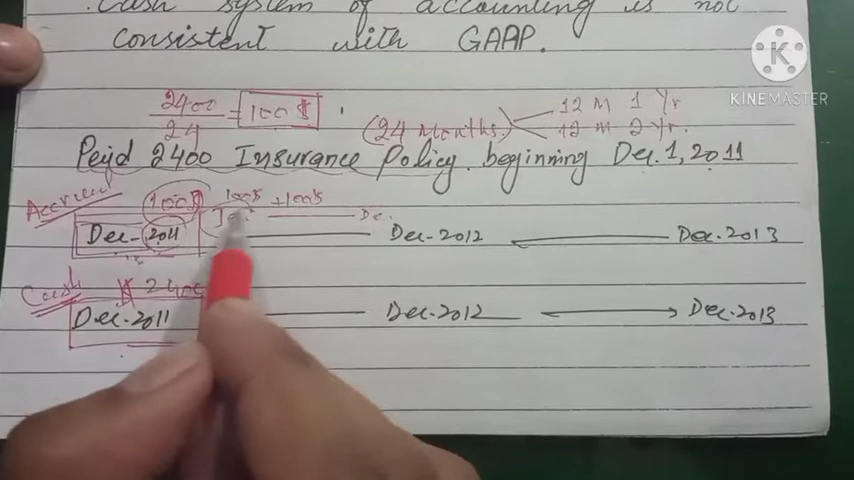 Cash system of accounting is not
consistent with GAAP.
KINEMASTER
2400/24 = 100$
(24 Months) 12 M 1 Yr
12 M 2 Yr.
Peyd 2400 Insurance Policy beginning Dec. 1, 2011
Accrual 100$ 100$ +100$
De.
Dec- 2011 Dec-2012 Dec. 2013
Cash
Dec. 2011 Dec-2012 Dec. 2013